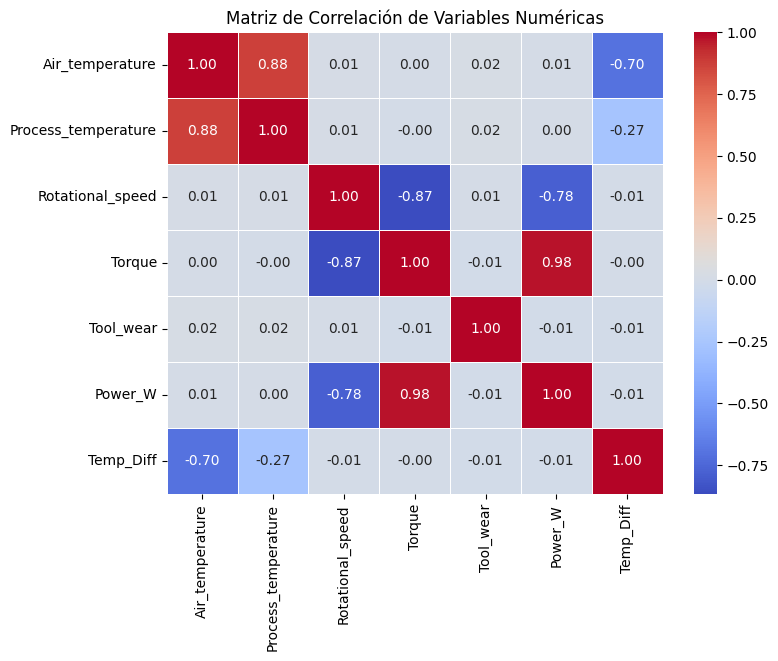 Matriz de Correlación de Variables Numéricas
Air_temperature 1.00 0.88 0.01 0.00 0.02 0.01 -0.70
Process_temperature 0.88 1.00 0.01 -0.00 0.02 0.00 -0.27
Rotational_speed 0.01 0.01 1.00 -0.87 0.01 -0.78 -0.01
Torque 0.00 -0.00 -0.87 1.00 -0.01 0.98 -0.00
Tool_wear 0.02 0.02 0.01 -0.01 1.00 -0.01 -0.01
Power_W 0.01 0.00 -0.78 0.98 -0.01 1.00 -0.01
Temp_Diff -0.70 -0.27 -0.01 -0.00 -0.01 -0.01 1.00
Air_temperature
Process_temperature
Rotational_speed
Torque
Tool_wear
Power_W
Temp_Diff
1.00
0.75
0.50
0.25
0.00
−0.25
−0.50
−0.75